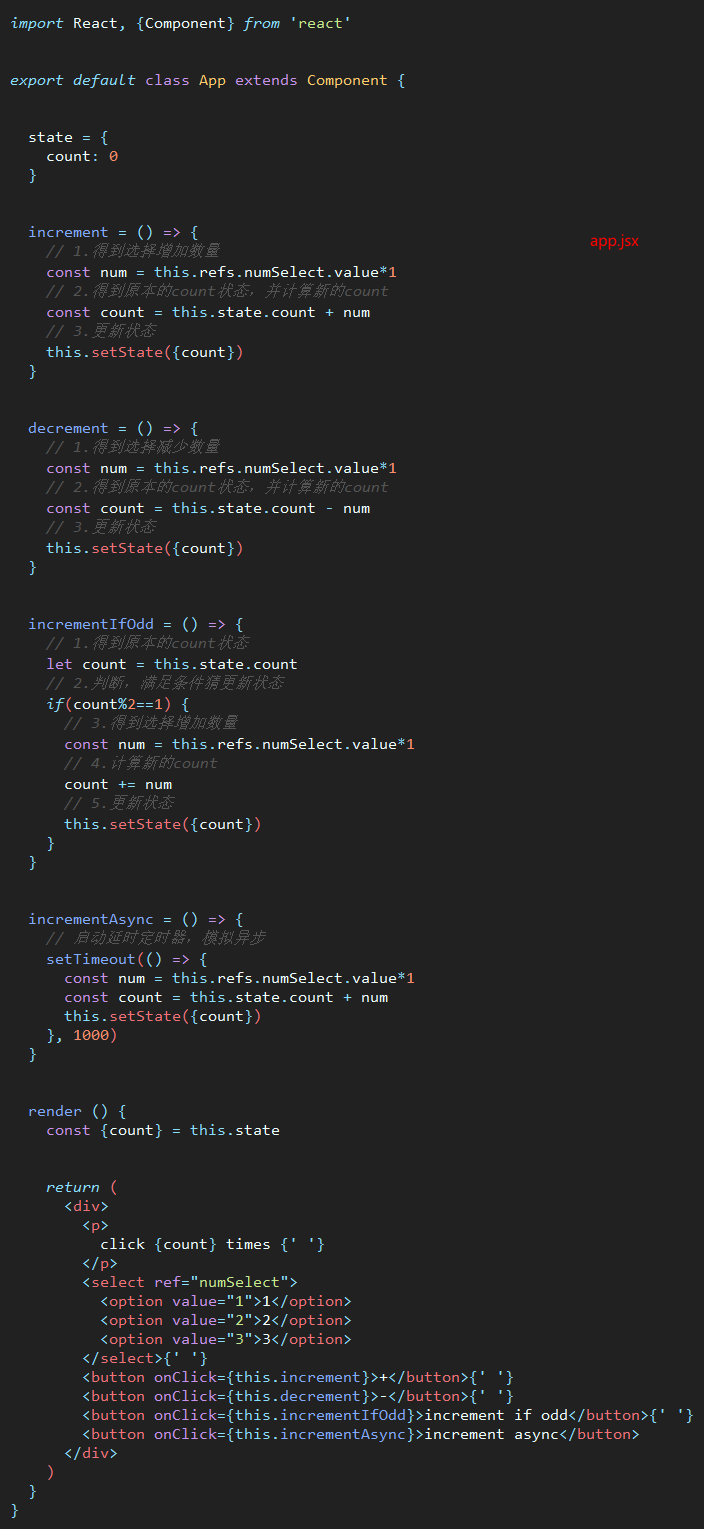 import React, {Component} from 'react'
export default class App extends Component {
state = {
count: 0
}
increment = () => {
app.jsx
// 1.得到选择增加数量
const num = this.refs.numSelect.value*1
// 2.得到原本的count状态，并计算新的count
const count = this.state.count + num
// 3.更新状态
this.setState({count})
}
decrement = () => {
// 1.得到选择减少数量
const num = this.refs.numSelect.value*1
// 2.得到原本的count状态，并计算新的count
const count = this.state.count - num
// 3.更新状态
this.setState({count})
}
incrementIfOdd = () => {
// 1.得到原本的count状态
let count = this.state.count
// 2.判断，满足条件猜更新状态
if(count%2==1) {
// 3.得到选择增加数量
const num = this.refs.numSelect.value*1
// 4.计算新的count
count += num
// 5.更新状态
this.setState({count})
}
}
incrementAsync = () => {
// 启动延时定时器，模拟异步
setTimeout(() => {
const num = this.refs.numSelect.value*1
const count = this.state.count + num
this.setState({count})
}, 1000)
}
render () {
const {count} = this.state
return (
<div>
<p>
click {count} times {' '}
</p>
<select ref="numSelect">
<option value="1">1</option>
<option value="2">2</option>
<option value="3">3</option>
</select>{' '}
<button onClick={this.increment}>+</button>{' '}
<button onClick={this.decrement}>-</button>{' '}
<button onClick={this.incrementIfOdd}>increment if odd</button>{' '}
<button onClick={this.incrementAsync}>increment async</button>
</div>
)
}
}